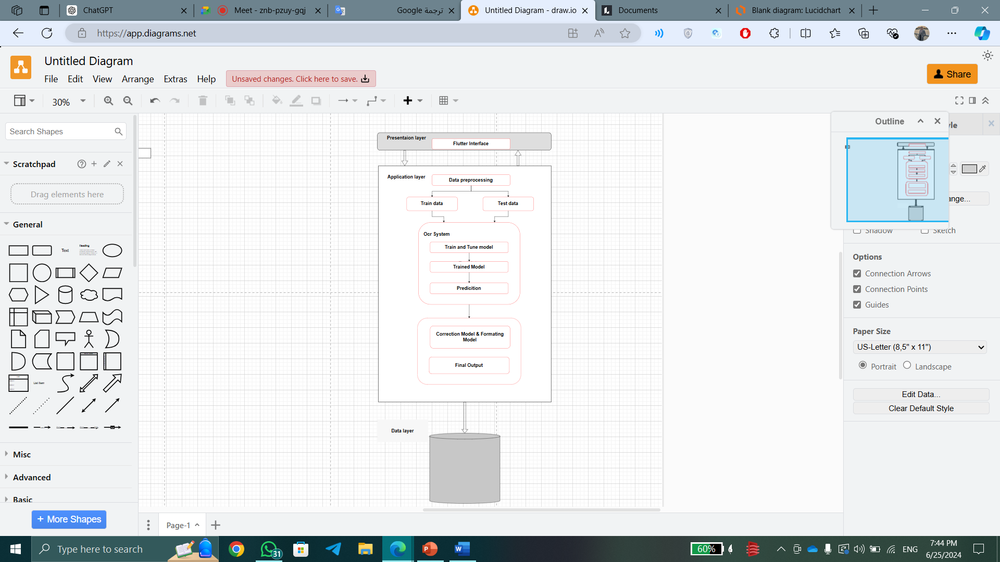 ChatGPT
Meet - znb-pzuy-gqj
ترجمة Google
Untitled Diagram - draw.io
Documents
Blank diagram: Lucidchart
https://app.diagrams.net
Untitled Diagram
File Edit View Arrange Extras Help
Unsaved changes. Click here to save.
Share
30%
Search Shapes
Scratchpad
Drag elements here
General
Text
Heading
List Item
Misc
Advanced
Basic
+ More Shapes
Presentaion layer
Flutter Interface
Application layer
Data preprocessing
Train data
Test data
Ocr System
Train and Tune model
Trained Model
Predicition
Correction Model & Formating
Model
Final Output
Data layer
Page-1
Outline
yle
ange...
Shadow
Sketch
Options
Connection Arrows
Connection Points
Guides
Paper Size
US-Letter (8,5" x 11")
Portrait
Landscape
Edit Data...
Clear Default Style
Type here to search
31
60%
ENG
7:44 PM
6/25/2024